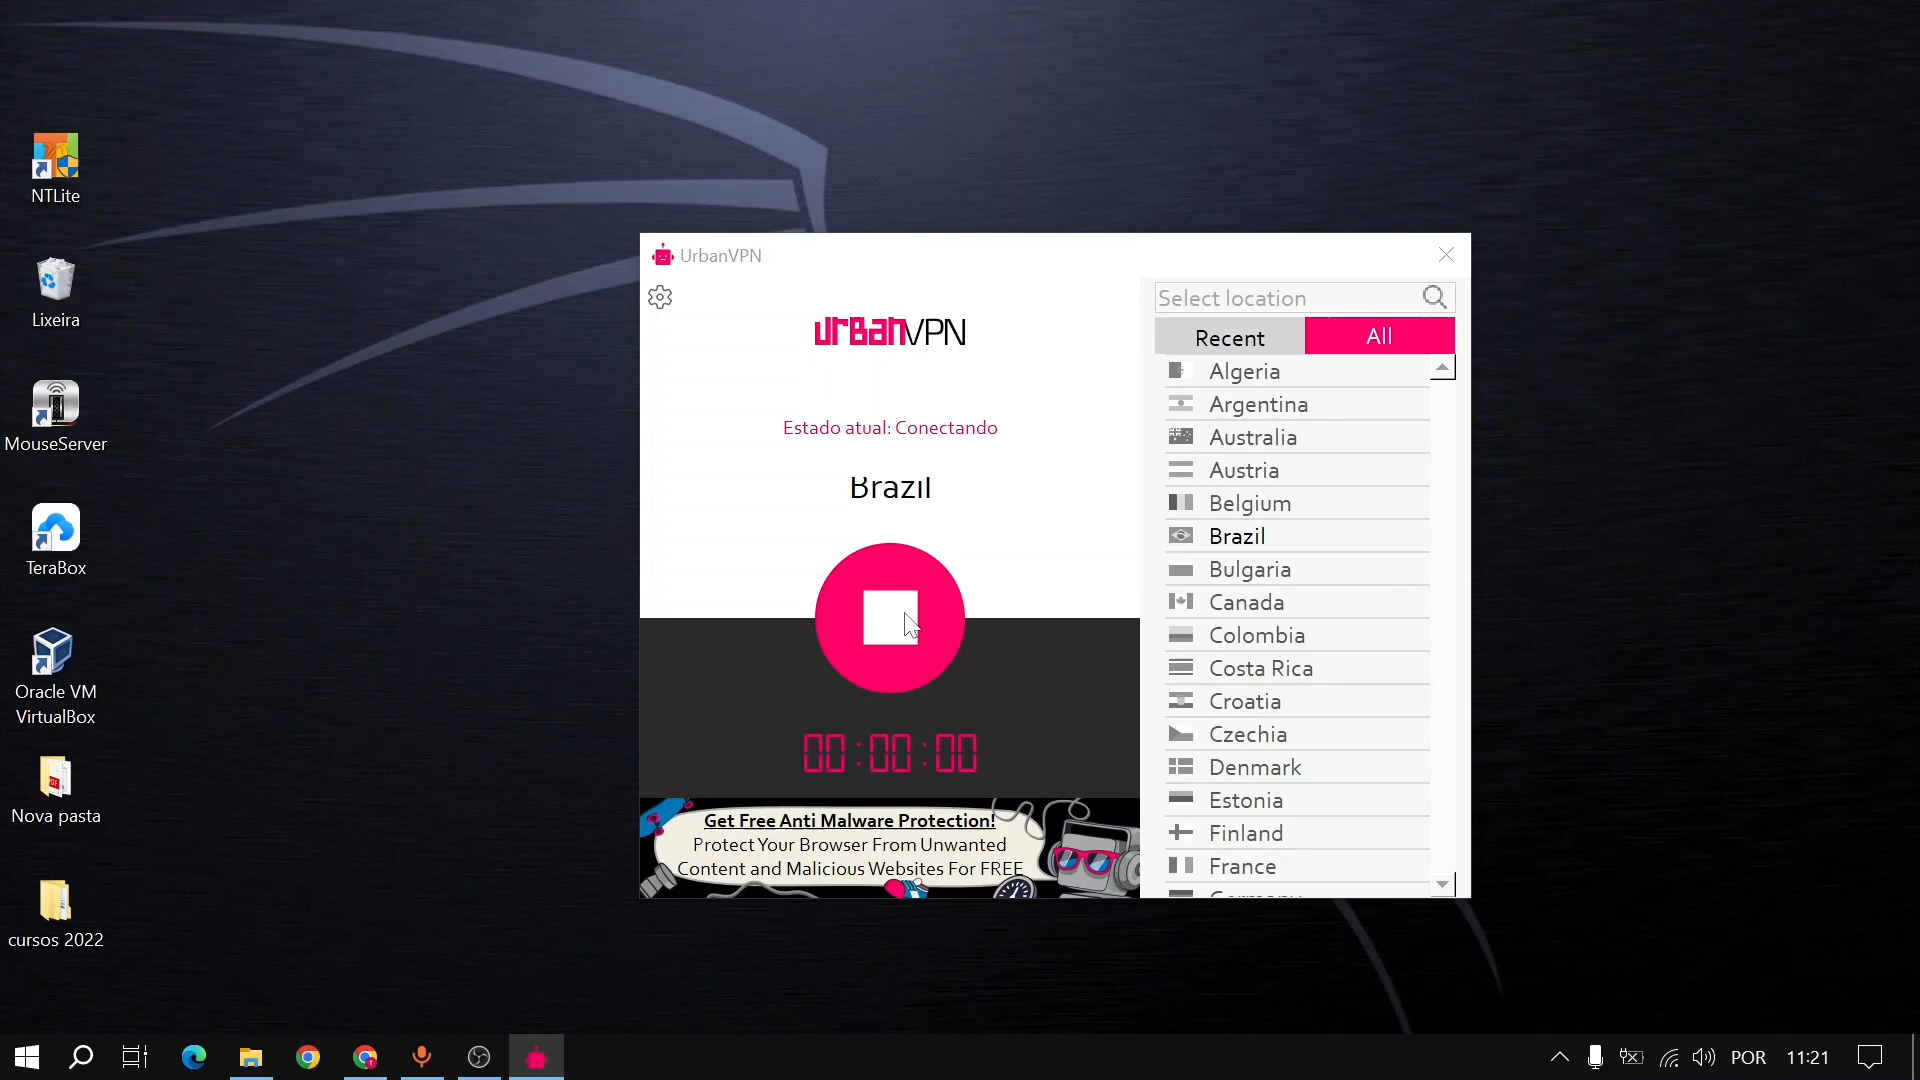 NTLite
Lixeira
MouseServer
TeraBox
Oracle VM
VirtualBox
Nova pasta
cursos 2022
UrbanVPN
urbanVPN
Estado atual: Conectando
Brazil
00:00:00
Get Free Anti Malware Protection!
Protect Your Browser From Unwanted
Content and Malicious Websites For FREE
Select location
Recent
All
Algeria
Argentina
Australia
Austria
Belgium
Brazil
Bulgaria
Canada
Colombia
Costa Rica
Croatia
Czechia
Denmark
Estonia
Finland
France
POR
11:21